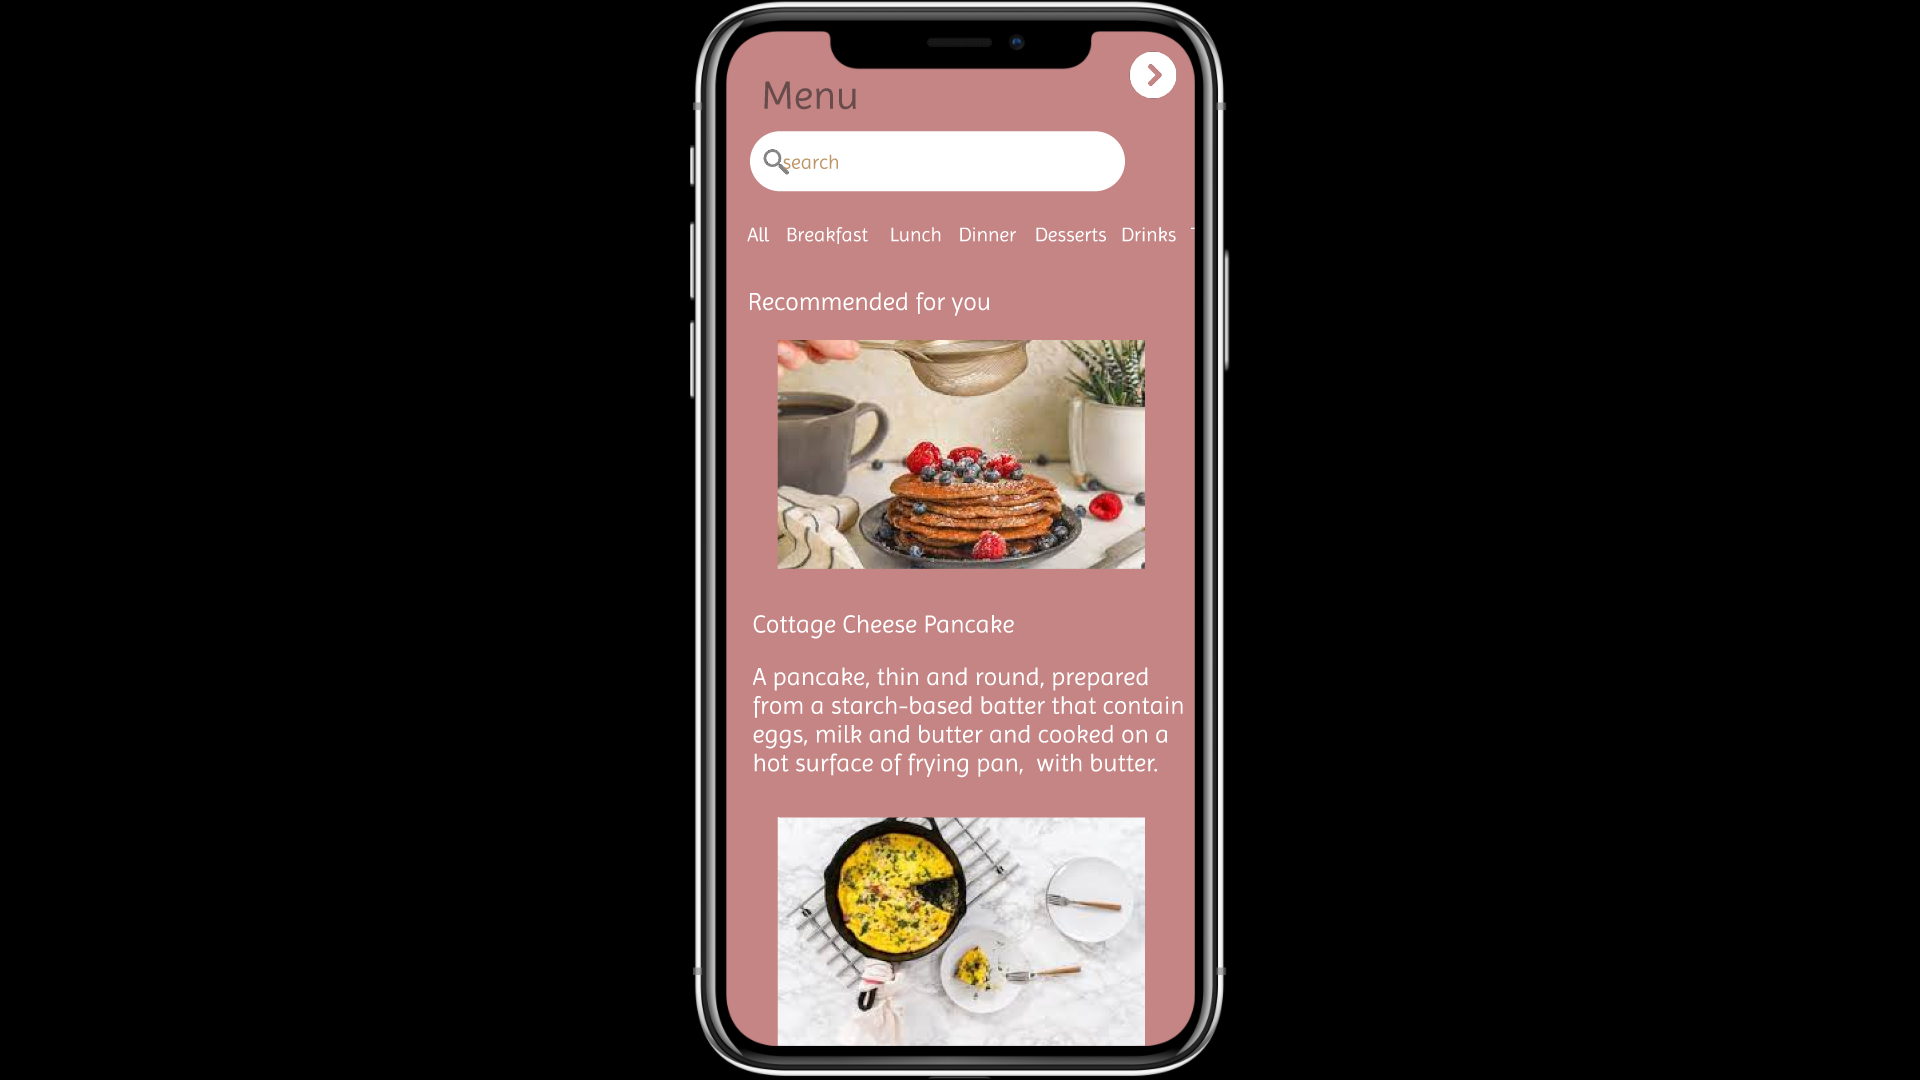 Menu
search
All Breakfast Lunch Dinner Desserts Drinks
Recommended for you
Cottage Cheese Pancake
A pancake, thin and round, prepared
from a starch-based batter that contain
eggs, milk and butter and cooked on a
hot surface of frying pan, with butter.